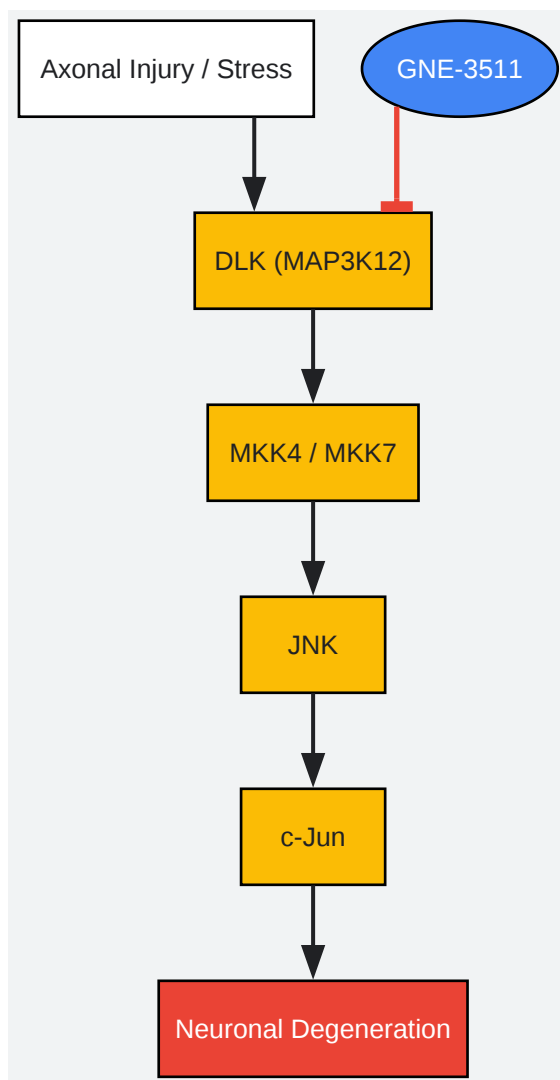 Axonal Injury / Stress
GNE-3511
DLK (MAP3K12)
MKK4 / MKK7
JNK
c-Jun
Neuronal Degeneration